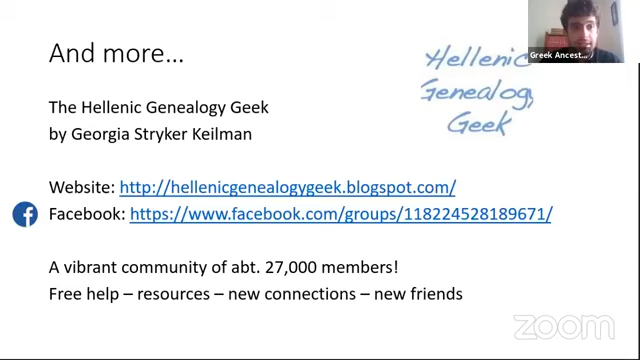 And more...
Hellenic
Genealogy
Geek
Greek Ancest...
The Hellenic Genealogy Geek
by Georgia Stryker Keilman
Website: http://hellenicgenealogygeek.blogspot.com/
Facebook: https://www.facebook.com/groups/118224528189671/
A vibrant community of abt. 27,000 members!
Free help – resources – new connections – new friends
zoom